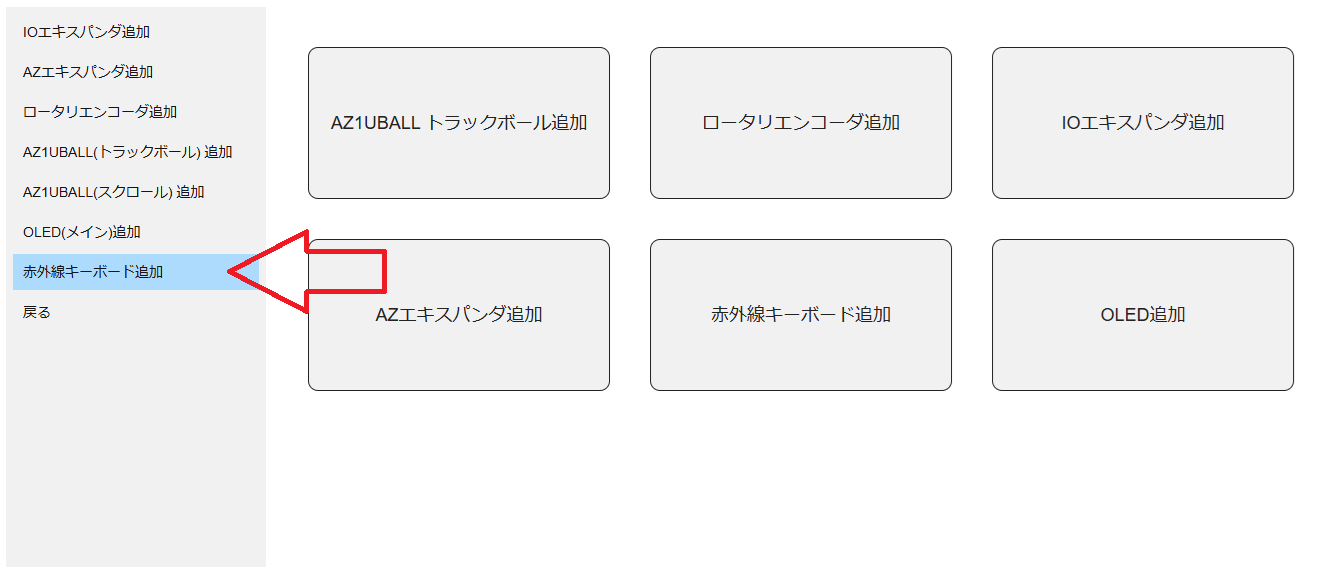 IOエキスパンダ追加
AZエキスパンダ追加
ロータリエンコーダ追加
AZ1UBALL(トラックボール) 追加
AZ1UBALL(スクロール) 追加
OLED(メイン)追加
赤外線キーボード追加
戻る
AZ1UBALL トラックボール追加
ロータリエンコーダ追加
IOエキスパンダ追加
AZエキスパンダ追加
赤外線キーボード追加
OLED追加